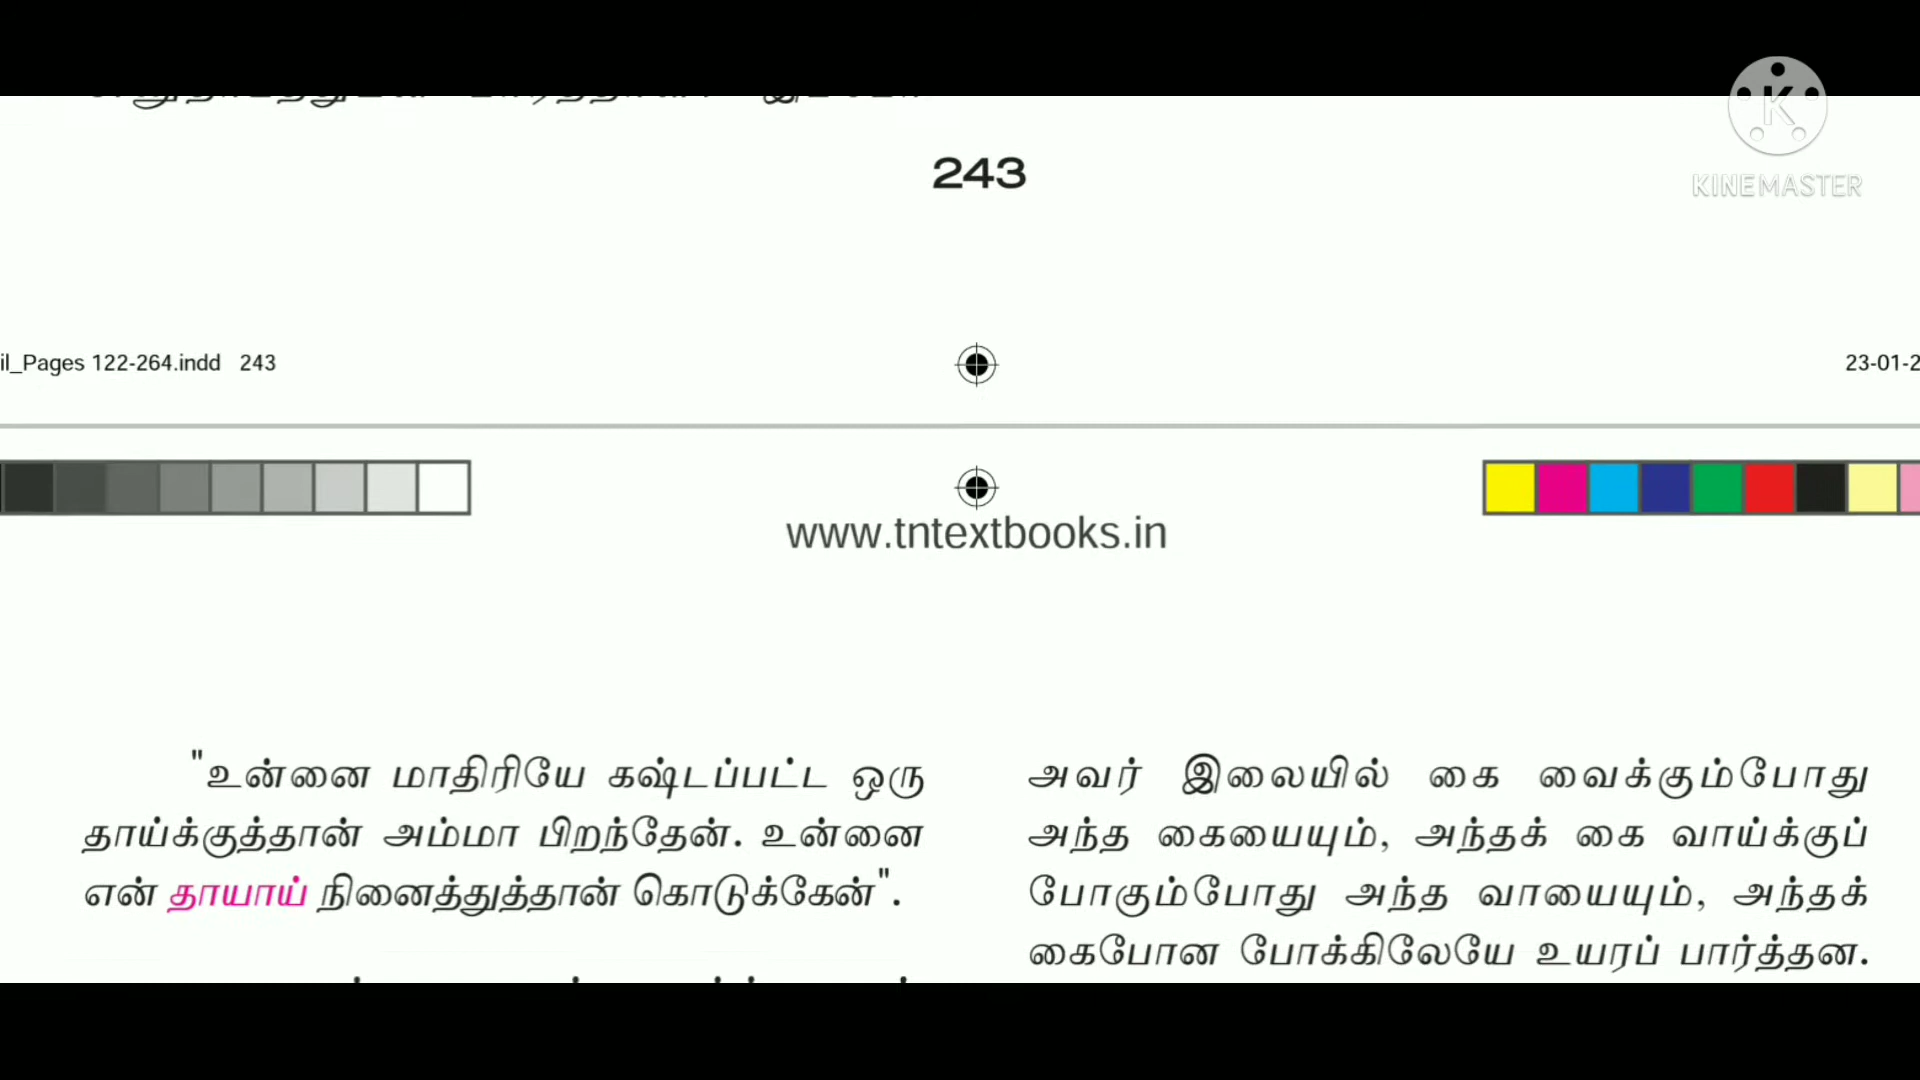 243
KINEMASTER
il_Pages 122-264.indd 243
23-01-2
www.tntextbooks.in
"உன்னை மாதிரியே கஷ்டப்பட்ட ஒரு
தாய்க்குத்தான் அம்மா பிறந்தேன். உன்னை
என் தாயாய் நினைத்துத்தான் கொடுக்கேன்".
அவர் இலையில் கை வைக்கும்போது
அந்த கையையும், அந்தக் கை வாய்க்குப்
போகும்போது அந்த வாயையும், அந்தக்
கைபோன போக்கிலேயே உயரப் பார்த்தன.